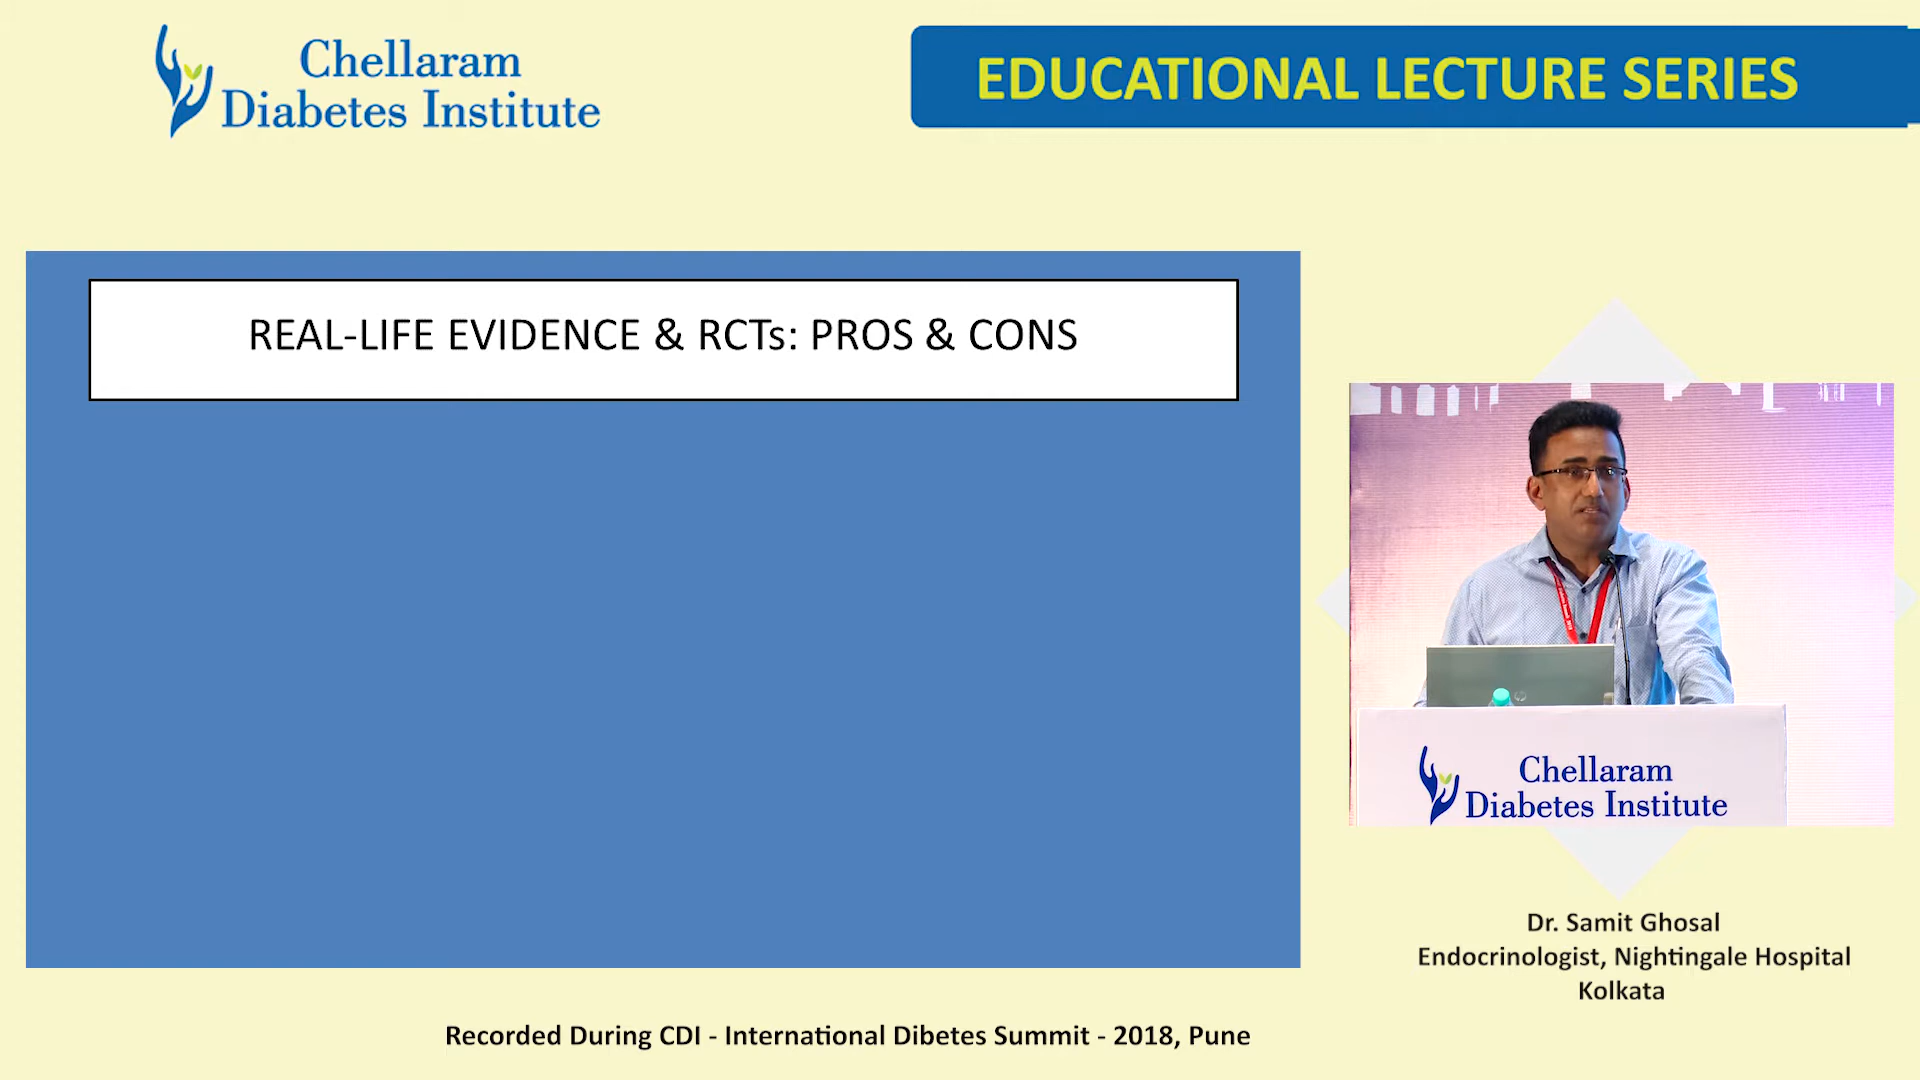 Chellaram
Diabetes Institute
EDUCATIONAL LECTURE SERIES
REAL-LIFE EVIDENCE & RCTs: PROS & CONS
Chellaram
Diabetes Institute
Dr. Samit Ghosal
Endocrinologist, Nightingale Hospital
Kolkata
Recorded During CDI - International Dibetes Summit - 2018, Pune